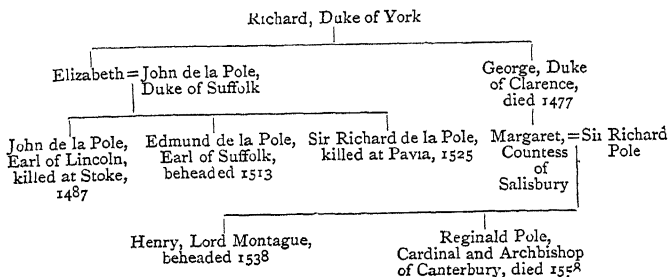 Richard, Duke of York
Elizabeth = John de la Pole,
Duke of Suffolk
George, Duke
of Clarence,
died 1477
John de la Pole,
Earl of Lincoln,
killed at Stoke,
1487
Edmund de la Pole,
Earl of Suffolk,
beheaded 1513
Sir Richard de la Pole,
killed at Pavia, 1525
Margaret, = Sir Richard
Countess Pole
of
Salisbury
Henry, Lord Montague,
beheaded 1538
Reginald Pole,
Cardinal and Archbishop
of Canterbury, died 1558